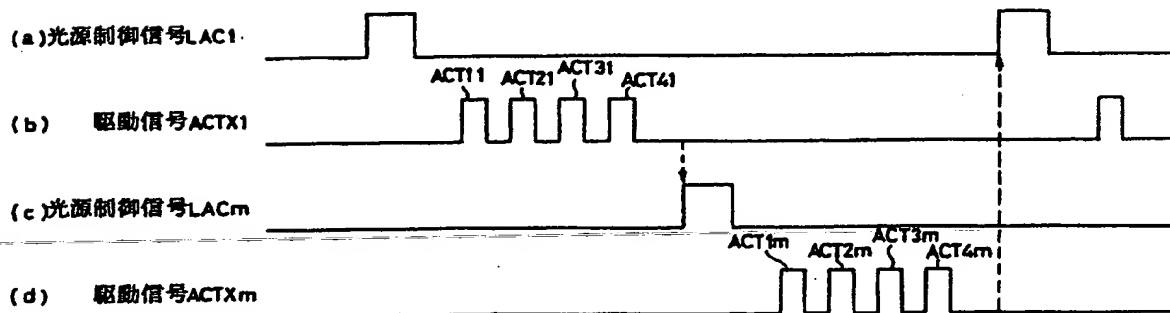 (a)光源制御信号LAC1
ACT11 ACT21 ACT31 ACT41
(b) 駆動信号ACTX1
(c)光源制御信号LACm
ACT1m ACT2m ACT3m ACT4m
(d) 駆動信号ACTXm